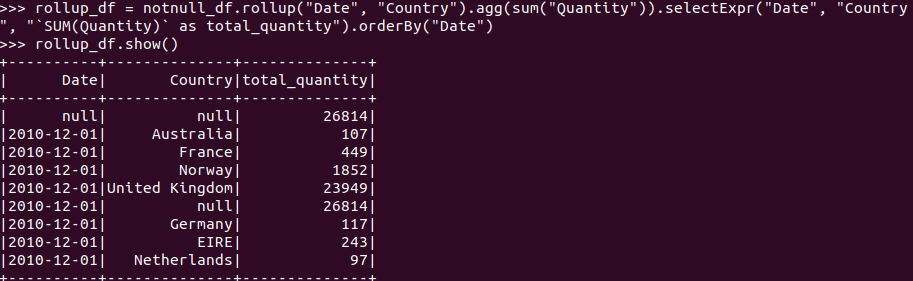 >>> rollup_df = notnull_df.rollup("Date", "Country").agg(sum("Quantity")).selectExpr("Date", "Country
", "`SUM(Quantity)` as total_quantity").orderBy("Date")
>>> rollup_df.show()
+----------+--------------+--------------+
|      Date|       Country|total_quantity|
+----------+--------------+--------------+
|      null|          null|         26814|
|2010-12-01|     Australia|           107|
|2010-12-01|        France|           449|
|2010-12-01|        Norway|          1852|
|2010-12-01|United Kingdom|         23949|
|2010-12-01|          null|         26814|
|2010-12-01|       Germany|           117|
|2010-12-01|          EIRE|           243|
|2010-12-01|   Netherlands|            97|
+----------+--------------+--------------+